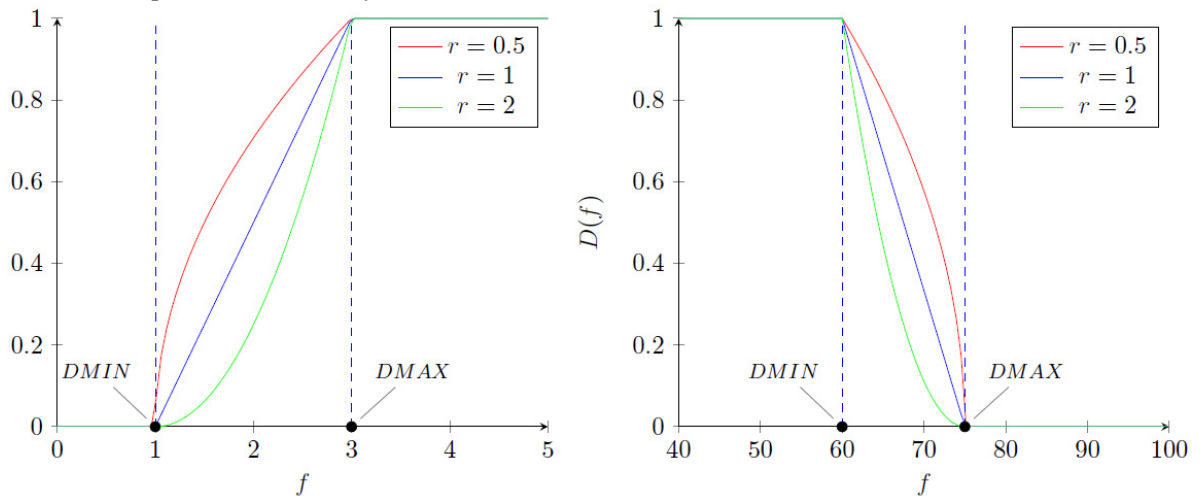 1
0.8
0.6
0.4
0.2
0
0 1 2 3 4 5
f
DMIN
DMAX
r = 0.5
r = 1
r = 2
D(f)
1
0.8
0.6
0.4
0.2
0
40 50 60 70 80 90 100
f
DMIN
DMAX
r = 0.5
r = 1
r = 2